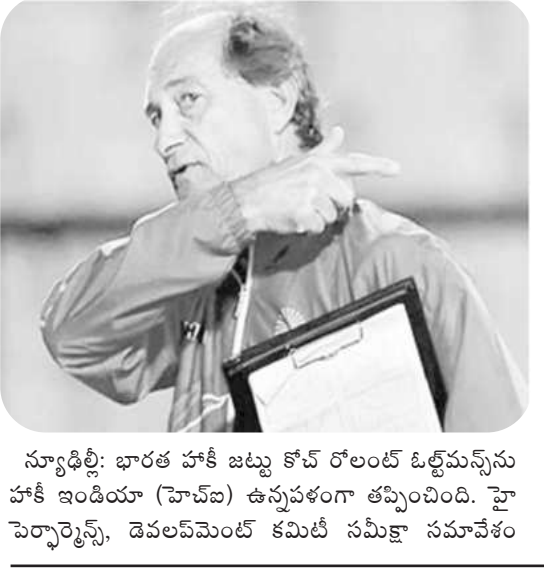 న్యూఢిల్లీ: భారత హాకీ జట్టు కోచ్ రోలంట్ ఓల్ట్‌మన్స్‌ను
హాకీ ఇండియా (హెచ్ఐ) ఉన్నపళంగా తప్పించింది. హై
పెర్ఫార్మెన్స్, డెవలప్‌మెంట్ కమిటీ సమీక్షా సమావేశం